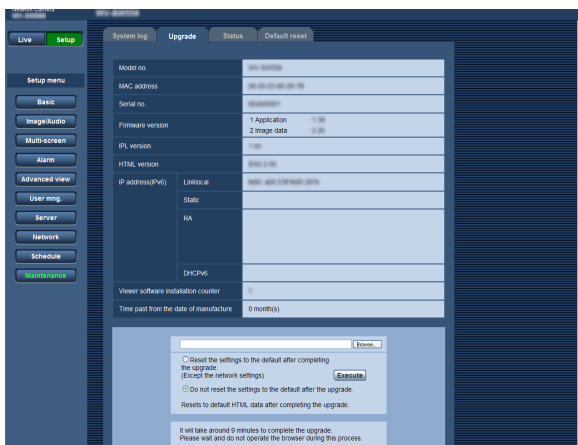 Network Camera
Live
Setup
System log
Upgrade
Status
Default reset
Setup menu
Basic
Image/Audio
Multi-screen
Alarm
Advanced view
User mng.
Server
Network
Schedule
Maintenance
Model no.
MAC address
Serial no.
Firmware version
1 Application
2 Image data
IPL version
HTML version
IP address(IPv6)
Linklocal
Static
RA
DHCPv6
Viewer software installation counter
Time past from the date of manufacture
0 month(s)
Browse...
Reset the settings to the default after completing
the upgrade.
(Except the network settings)
Execute
Do not reset the settings to the default after the upgrade.
Resets to default HTML data after completing the upgrade.
It will take around 9 minutes to complete the upgrade.
Please wait and do not operate the browser during this process.